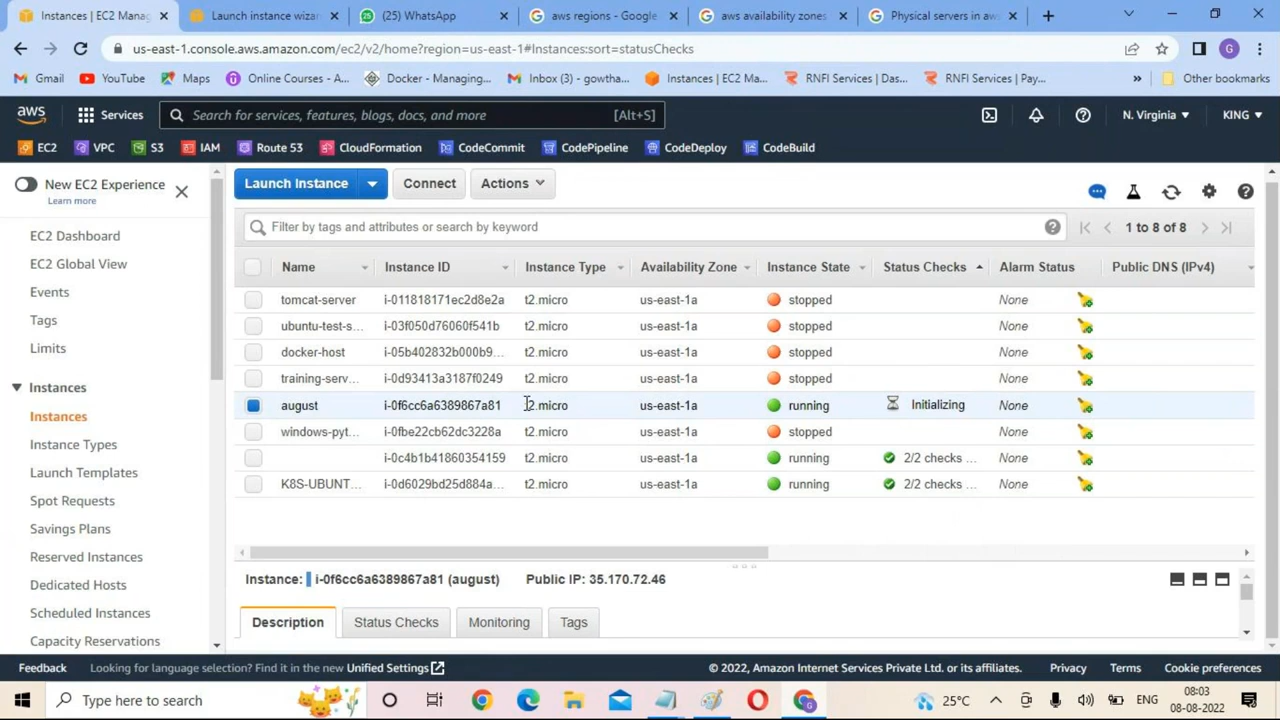 Instances | EC2 Manag
Launch instance wizar
(25) WhatsApp
aws regions - Google
aws availability zones
Physical servers in aws
us-east-1.console.aws.amazon.com/ec2/v2/home?region=us-east-1#Instances:sort=statusChecks
G
Gmail
YouTube
Maps
Online Courses - A...
Docker - Managing...
Inbox (3) - gowtha...
Instances | EC2 Ma...
RNFI Services | Das...
RNFI Services | Pay...
»
Other bookmarks
aws
Services
Search for services, features, blogs, docs, and more
[Alt+S]
N. Virginia
KING
EC2
VPC
S3
IAM
Route 53
CloudFormation
CodeCommit
CodePipeline
CodeDeploy
CodeBuild
New EC2 Experience
Learn more
EC2 Dashboard
EC2 Global View
Events
Tags
Limits
Instances
Instances
Instance Types
Launch Templates
Spot Requests
Savings Plans
Reserved Instances
Dedicated Hosts
Scheduled Instances
Capacity Reservations
Launch Instance
Connect
Actions
Filter by tags and attributes or search by keyword
1 to 8 of 8
Name Instance ID Instance Type Availability Zone Instance State Status Checks Alarm Status Public DNS (IPv4)
tomcat-server i-011818171ec2d8e2a t2.micro us-east-1a stopped None
ubuntu-test-s... i-03f050d76060f541b t2.micro us-east-1a stopped None
docker-host i-05b402832b000b9... t2.micro us-east-1a stopped None
training-serv... i-0d93413a3187f0249 t2.micro us-east-1a stopped None
august i-0f6cc6a6389867a81 t2.micro us-east-1a running Initializing None
windows-pyt... i-0fbe22cb62dc3228a t2.micro us-east-1a stopped None
i-0c4b1b41860354159 t2.micro us-east-1a running 2/2 checks ... None
K8S-UBUNT... i-0d6029bd25d884a... t2.micro us-east-1a running 2/2 checks ... None
Instance: i-0f6cc6a6389867a81 (august) Public IP: 35.170.72.46
Description
Status Checks
Monitoring
Tags
Feedback
Looking for language selection? Find it in the new Unified Settings
© 2022, Amazon Internet Services Private Ltd. or its affiliates.
Privacy
Terms
Cookie preferences
Type here to search
25°C
ENG
08:03
08-08-2022